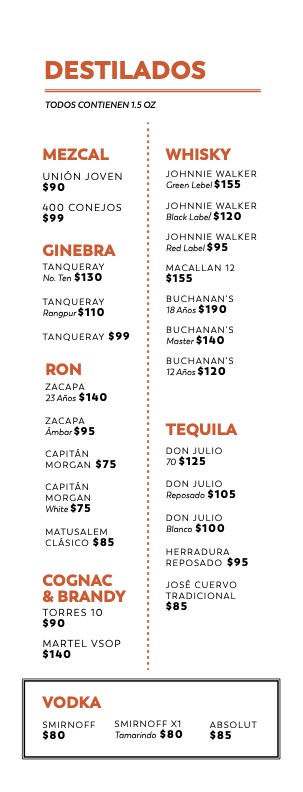 DESTILADOS
TODOS CONTIENEN 1.5 OZ
MEZCAL
UNIÓN JOVEN
$90
400 CONEJOS
$99
GINEBRA
TANQUERAY
No. Ten $130
TANQUERAY
Rangpur $110
TANQUERAY $99
RON
ZACAPA
23 Años $140
ZACAPA
Ámbar $95
CAPITÁN
MORGAN $75
CAPITÁN
MORGAN
White $75
MATUSALEM
CLÁSICO $85
COGNAC
& BRANDY
TORRES 10
$90
MARTEL VSOP
$140
WHISKY
JOHNNIE WALKER
Green Lebel $155
JOHNNIE WALKER
Black Label $120
JOHNNIE WALKER
Red Label $95
MACALLAN 12
$155
BUCHANAN'S
18 Años $190
BUCHANAN'S
Master $140
BUCHANAN'S
12 Años $120
TEQUILA
DON JULIO
70 $125
DON JULIO
Reposado $105
DON JULIO
Blanco $100
HERRADURA
REPOSADO $95
JOSÉ CUERVO
TRADICIONAL
$85
VODKA
SMIRNOFF
$80
SMIRNOFF X1
Tamarindo $80
ABSOLUT
$85